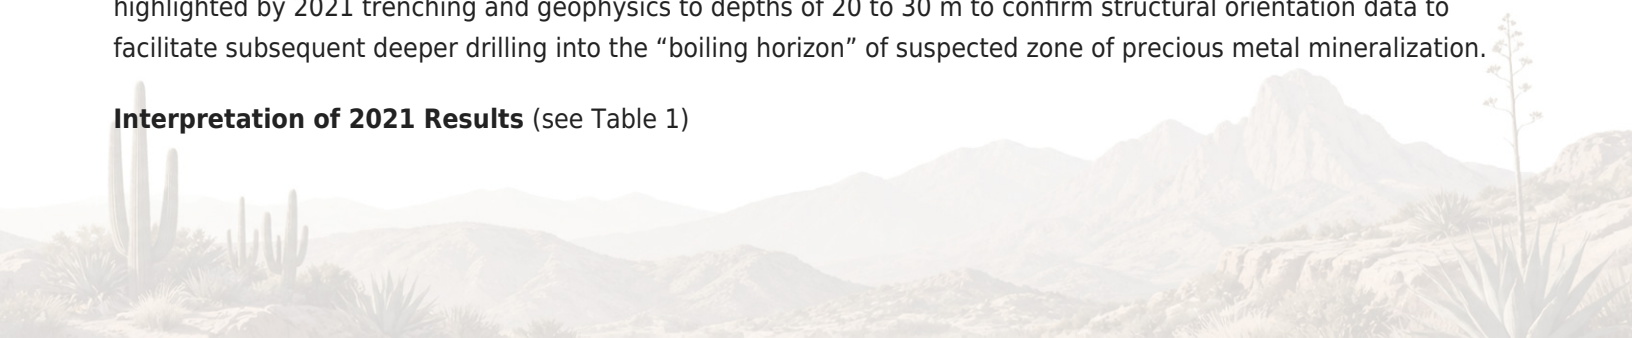 highlighted by 2021 trenching and geophysics to depths of 20 to 30 m to confirm structural orientation data to
facilitate subsequent deeper drilling into the “boiling horizon” of suspected zone of precious metal mineralization.
Interpretation of 2021 Results (see Table 1)